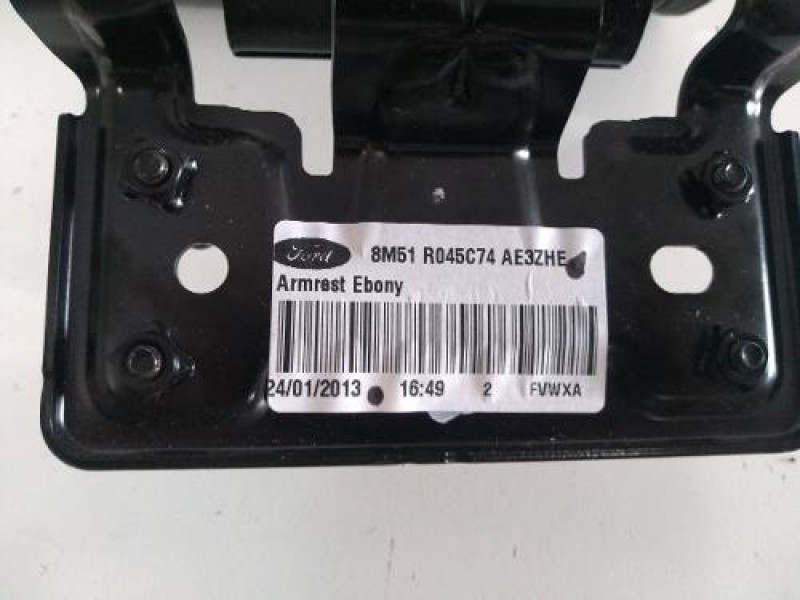 Ford 8M51 R045C74 AE3ZHE
Armrest Ebony
24/01/2013 16:49 2 FVWXA